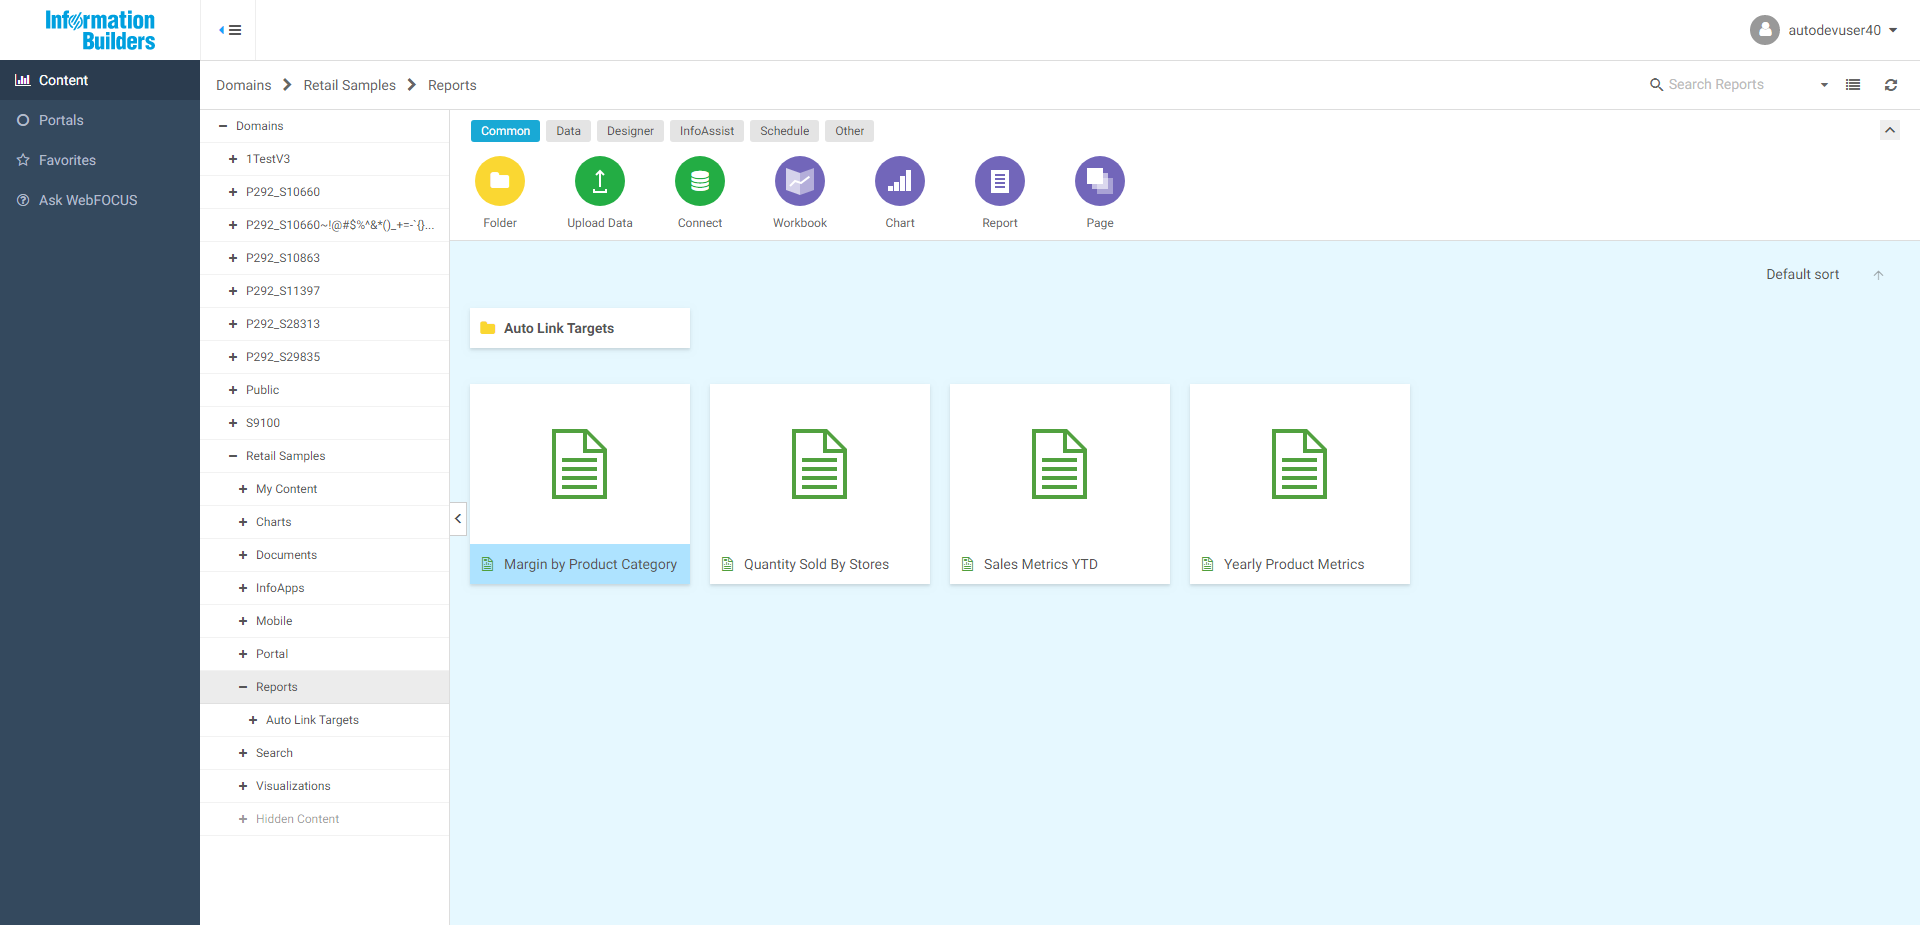 Information
Builders
autodevuser40
Content
Portals
Favorites
Ask WebFOCUS
Domains
Retail Samples
Reports
Search Reports
Domains
1TestV3
P292_S10660
P292_S10660~!@#$%^&*()_+=-`{}...
P292_S10863
P292_S11397
P292_S28313
P292_S29835
Public
S9100
Retail Samples
My Content
Charts
Documents
InfoApps
Mobile
Portal
Reports
Auto Link Targets
Search
Visualizations
Hidden Content
Common
Data
Designer
InfoAssist
Schedule
Other
Folder
Upload Data
Connect
Workbook
Chart
Report
Page
Default sort
Auto Link Targets
Margin by Product Category
Quantity Sold By Stores
Sales Metrics YTD
Yearly Product Metrics